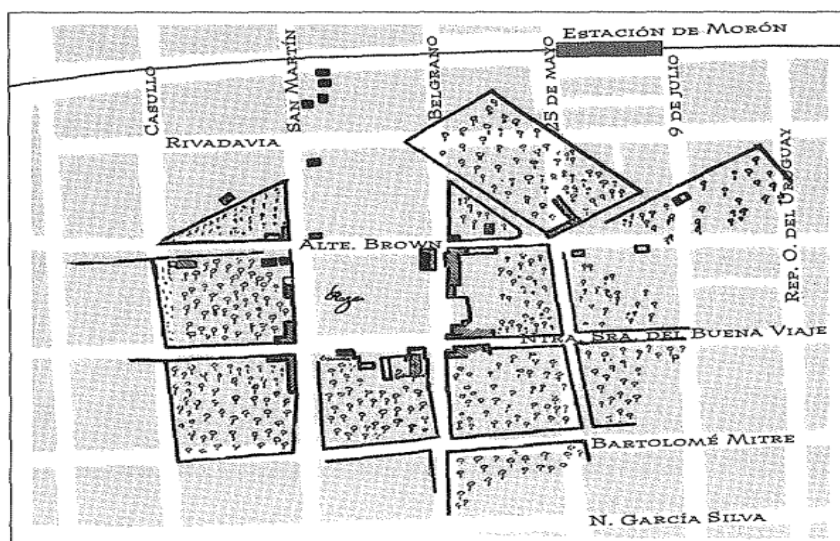 ESTACIÓN DE MORÓN
CASULLO
SAN MARTÍN
BELGRANO
25 DE MAYO
9 DE JULIO
RIVADAVIA
REP. O. DEL URUGUAY
ALTE. BROWN
NTRA. SRA. DEL BUENA VIAJE
BARTOLOMÉ MITRE
N. GARCÍA SILVA